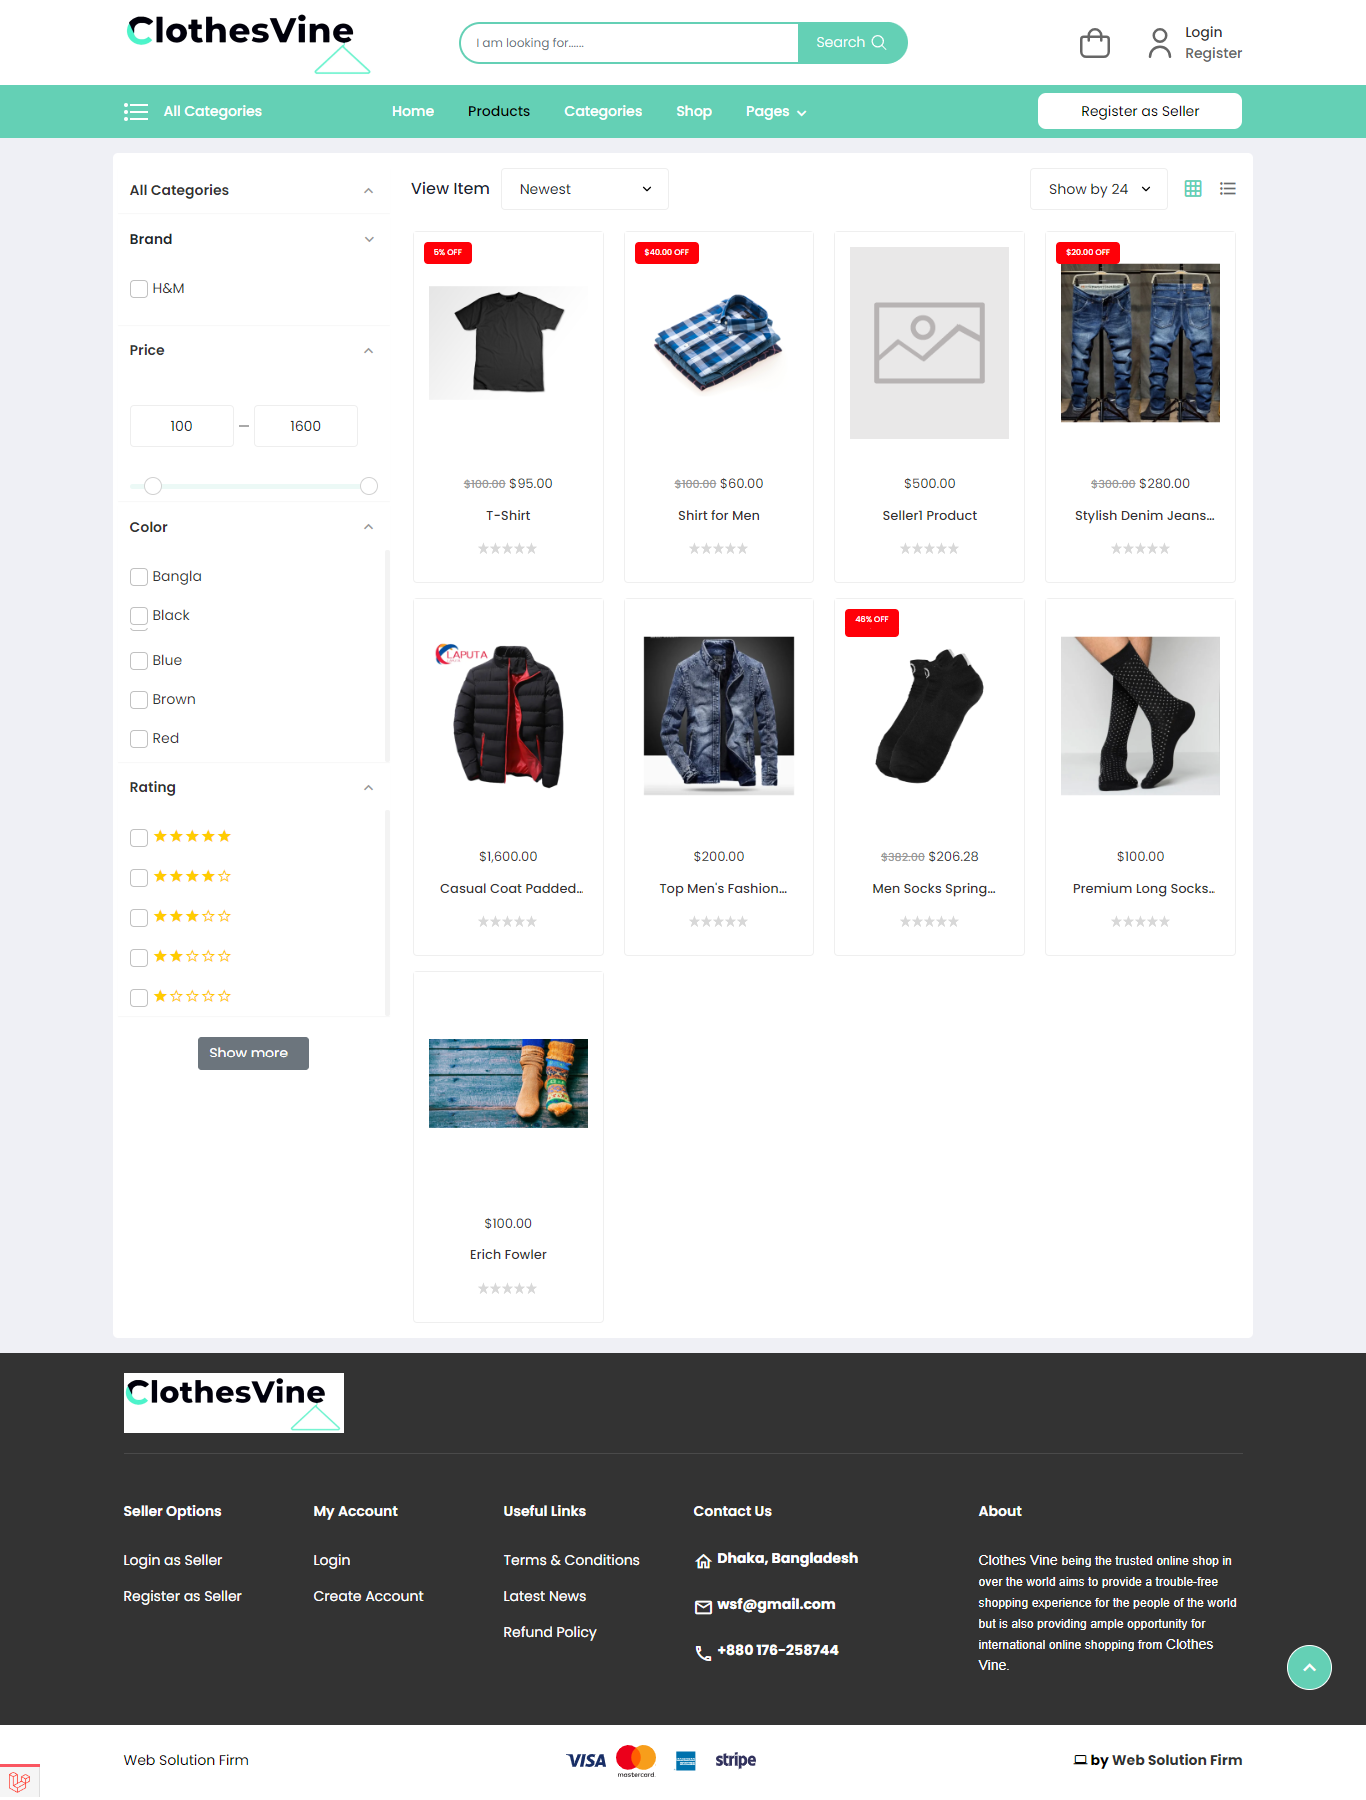 ClothesVine
I am looking for......
Search
Login
Register
All Categories
Home
Products
Categories
Shop
Pages
Register as Seller
All Categories
Brand
H&M
Price
100
1600
Color
Bangla
Black
Blue
Brown
Red
Rating
Show more
View Item
Newest
Show by 24
5% OFF
$100.00 $95.00
T-Shirt
$40.00 OFF
$100.00 $60.00
Shirt for Men
$500.00
Seller1 Product
$20.00 OFF
$300.00 $280.00
Stylish Denim Jeans...
LAPUTA
$1,600.00
Casual Coat Padded...
$200.00
Top Men's Fashion...
46% OFF
$382.00 $206.28
Men Socks Spring...
$100.00
Premium Long Socks...
$100.00
Erich Fowler
ClothesVine
Seller Options
Login as Seller
Register as Seller
My Account
Login
Create Account
Useful Links
Terms & Conditions
Latest News
Refund Policy
Contact Us
Dhaka, Bangladesh
wsf@gmail.com
+880 176-258744
About
Clothes Vine being the trusted online shop in
over the world aims to provide a trouble-free
shopping experience for the people of the world
but is also providing ample opportunity for
international online shopping from Clothes
Vine.
Web Solution Firm
VISA
mastercard.
stripe
by Web Solution Firm